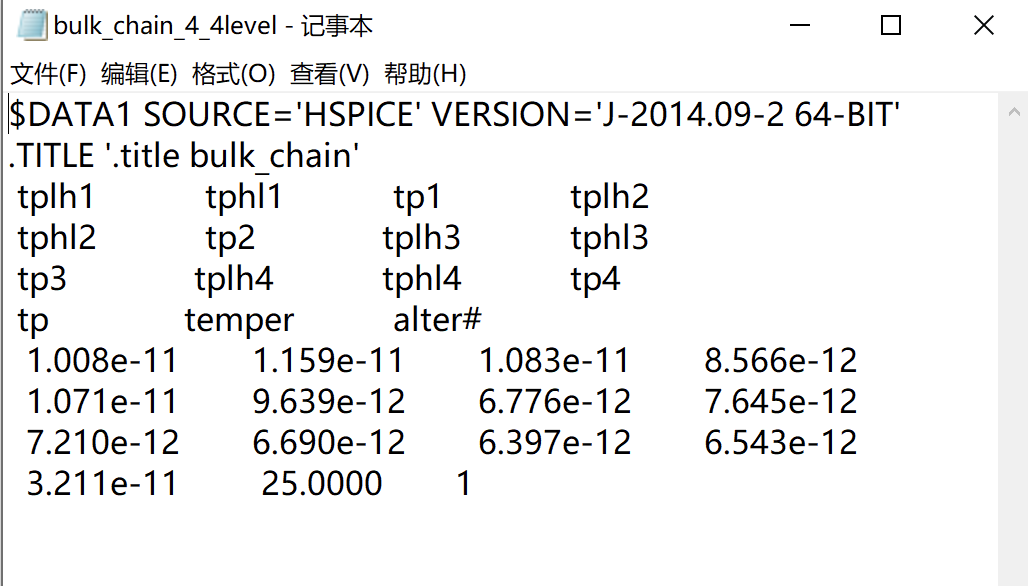 bulk_chain_4_4level - 记事本
文件(F) 编辑(E) 格式(O) 查看(V) 帮助(H)
$DATA1 SOURCE='HSPICE' VERSION='J-2014.09-2 64-BIT'
.TITLE '.title bulk_chain'
tplh1 tphl1 tp1 tplh2
tphl2 tp2 tplh3 tphl3
tp3 tplh4 tphl4 tp4
tp temper alter#
1.008e-11 1.159e-11 1.083e-11 8.566e-12
1.071e-11 9.639e-12 6.776e-12 7.645e-12
7.210e-12 6.690e-12 6.397e-12 6.543e-12
3.211e-11 25.0000 1